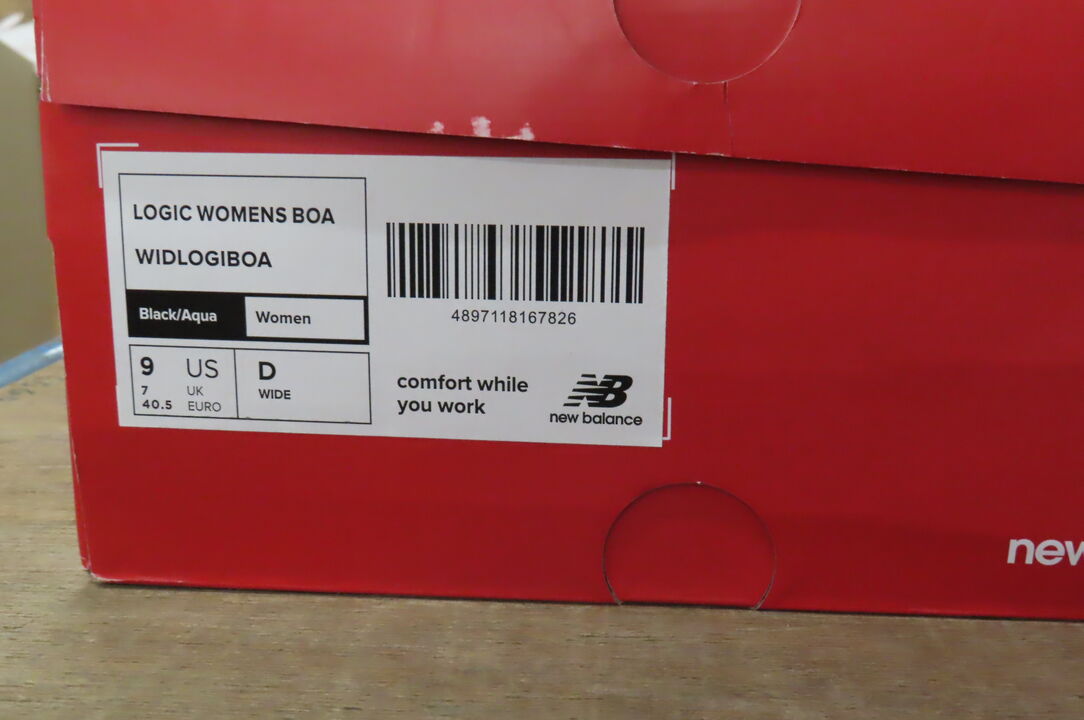 LOGIC WOMENS BOA
WIDLOGIBOA
Black/Aqua Women
9 US
7 UK
40.5 EURO
D
WIDE
4897118167826
comfort while
you work
NB
new balance
new